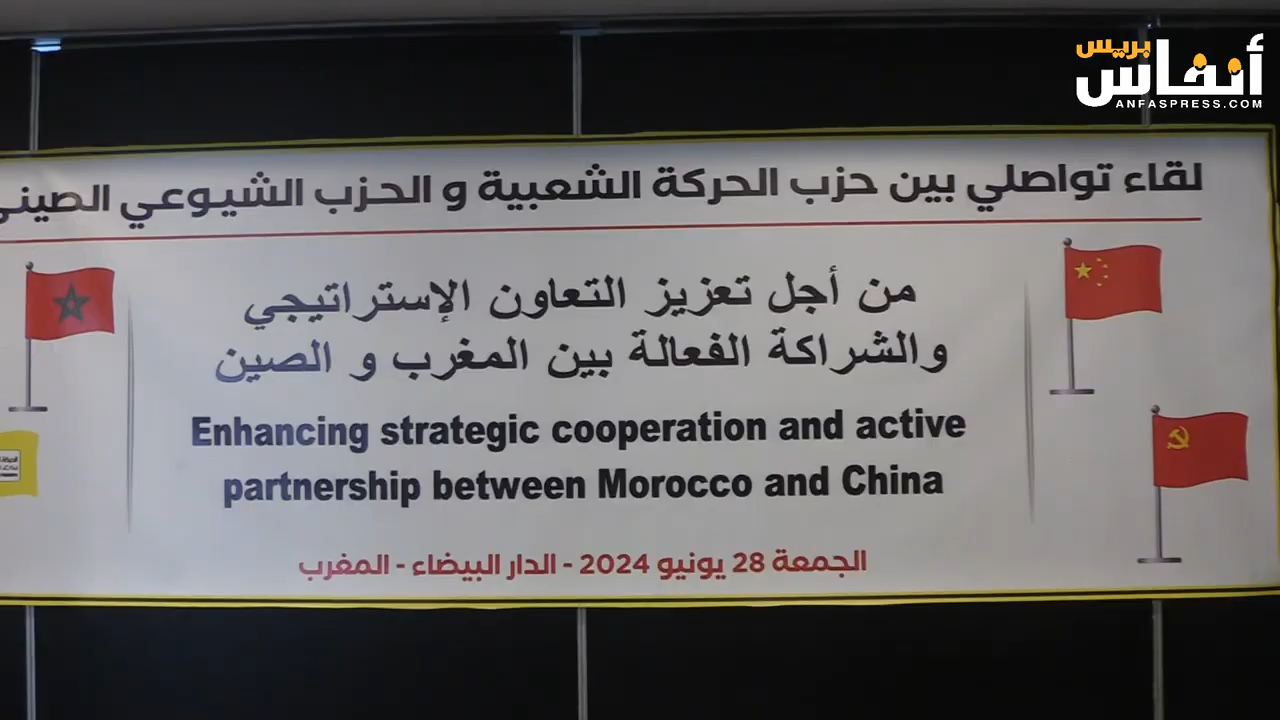 بريس
أنفاس
ANFASPRESS.COM
لقاء تواصلي بين حزب الحركة الشعبية و الحزب الشيوعي الصيني
من أجل تعزيز التعاون الإستراتيجي
والشراكة الفعالة بين المغرب و الصين
Enhancing strategic cooperation and active
partnership between Morocco and China
الجمعة 28 يونيو 2024 - الدار البيضاء - المغرب